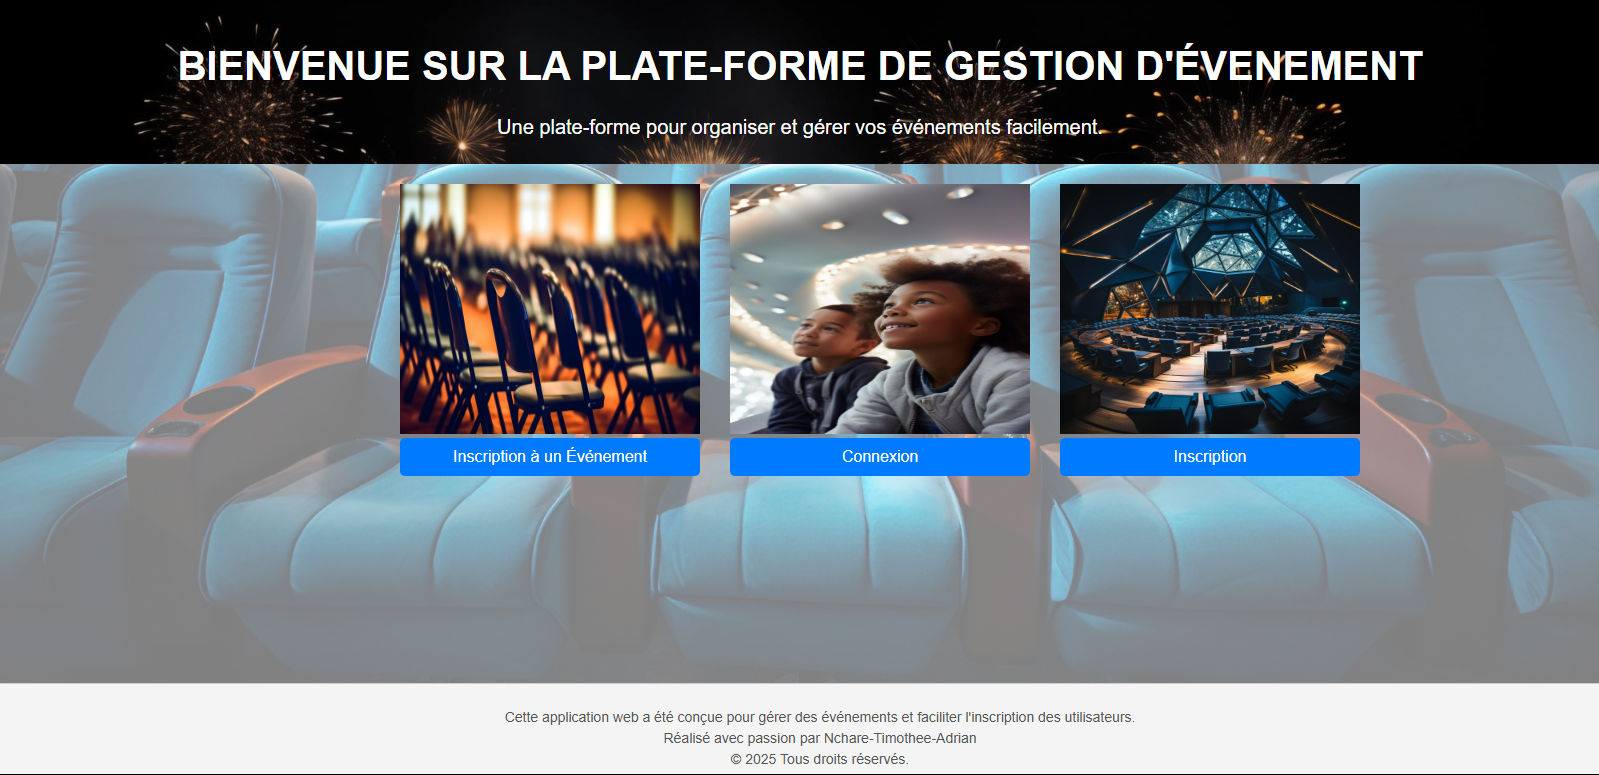 BIENVENUE SUR LA PLATE-FORME DE GESTION D'ÉVENEMENT
Une plate-forme pour organiser et gérer vos événements facilement.
Inscription à un Événement
Connexion
Inscription
Cette application web a été conçue pour gérer des événements et faciliter l'inscription des utilisateurs.
Réalisé avec passion par Nchare-Timothee-Adrian
© 2025 Tous droits réservés.